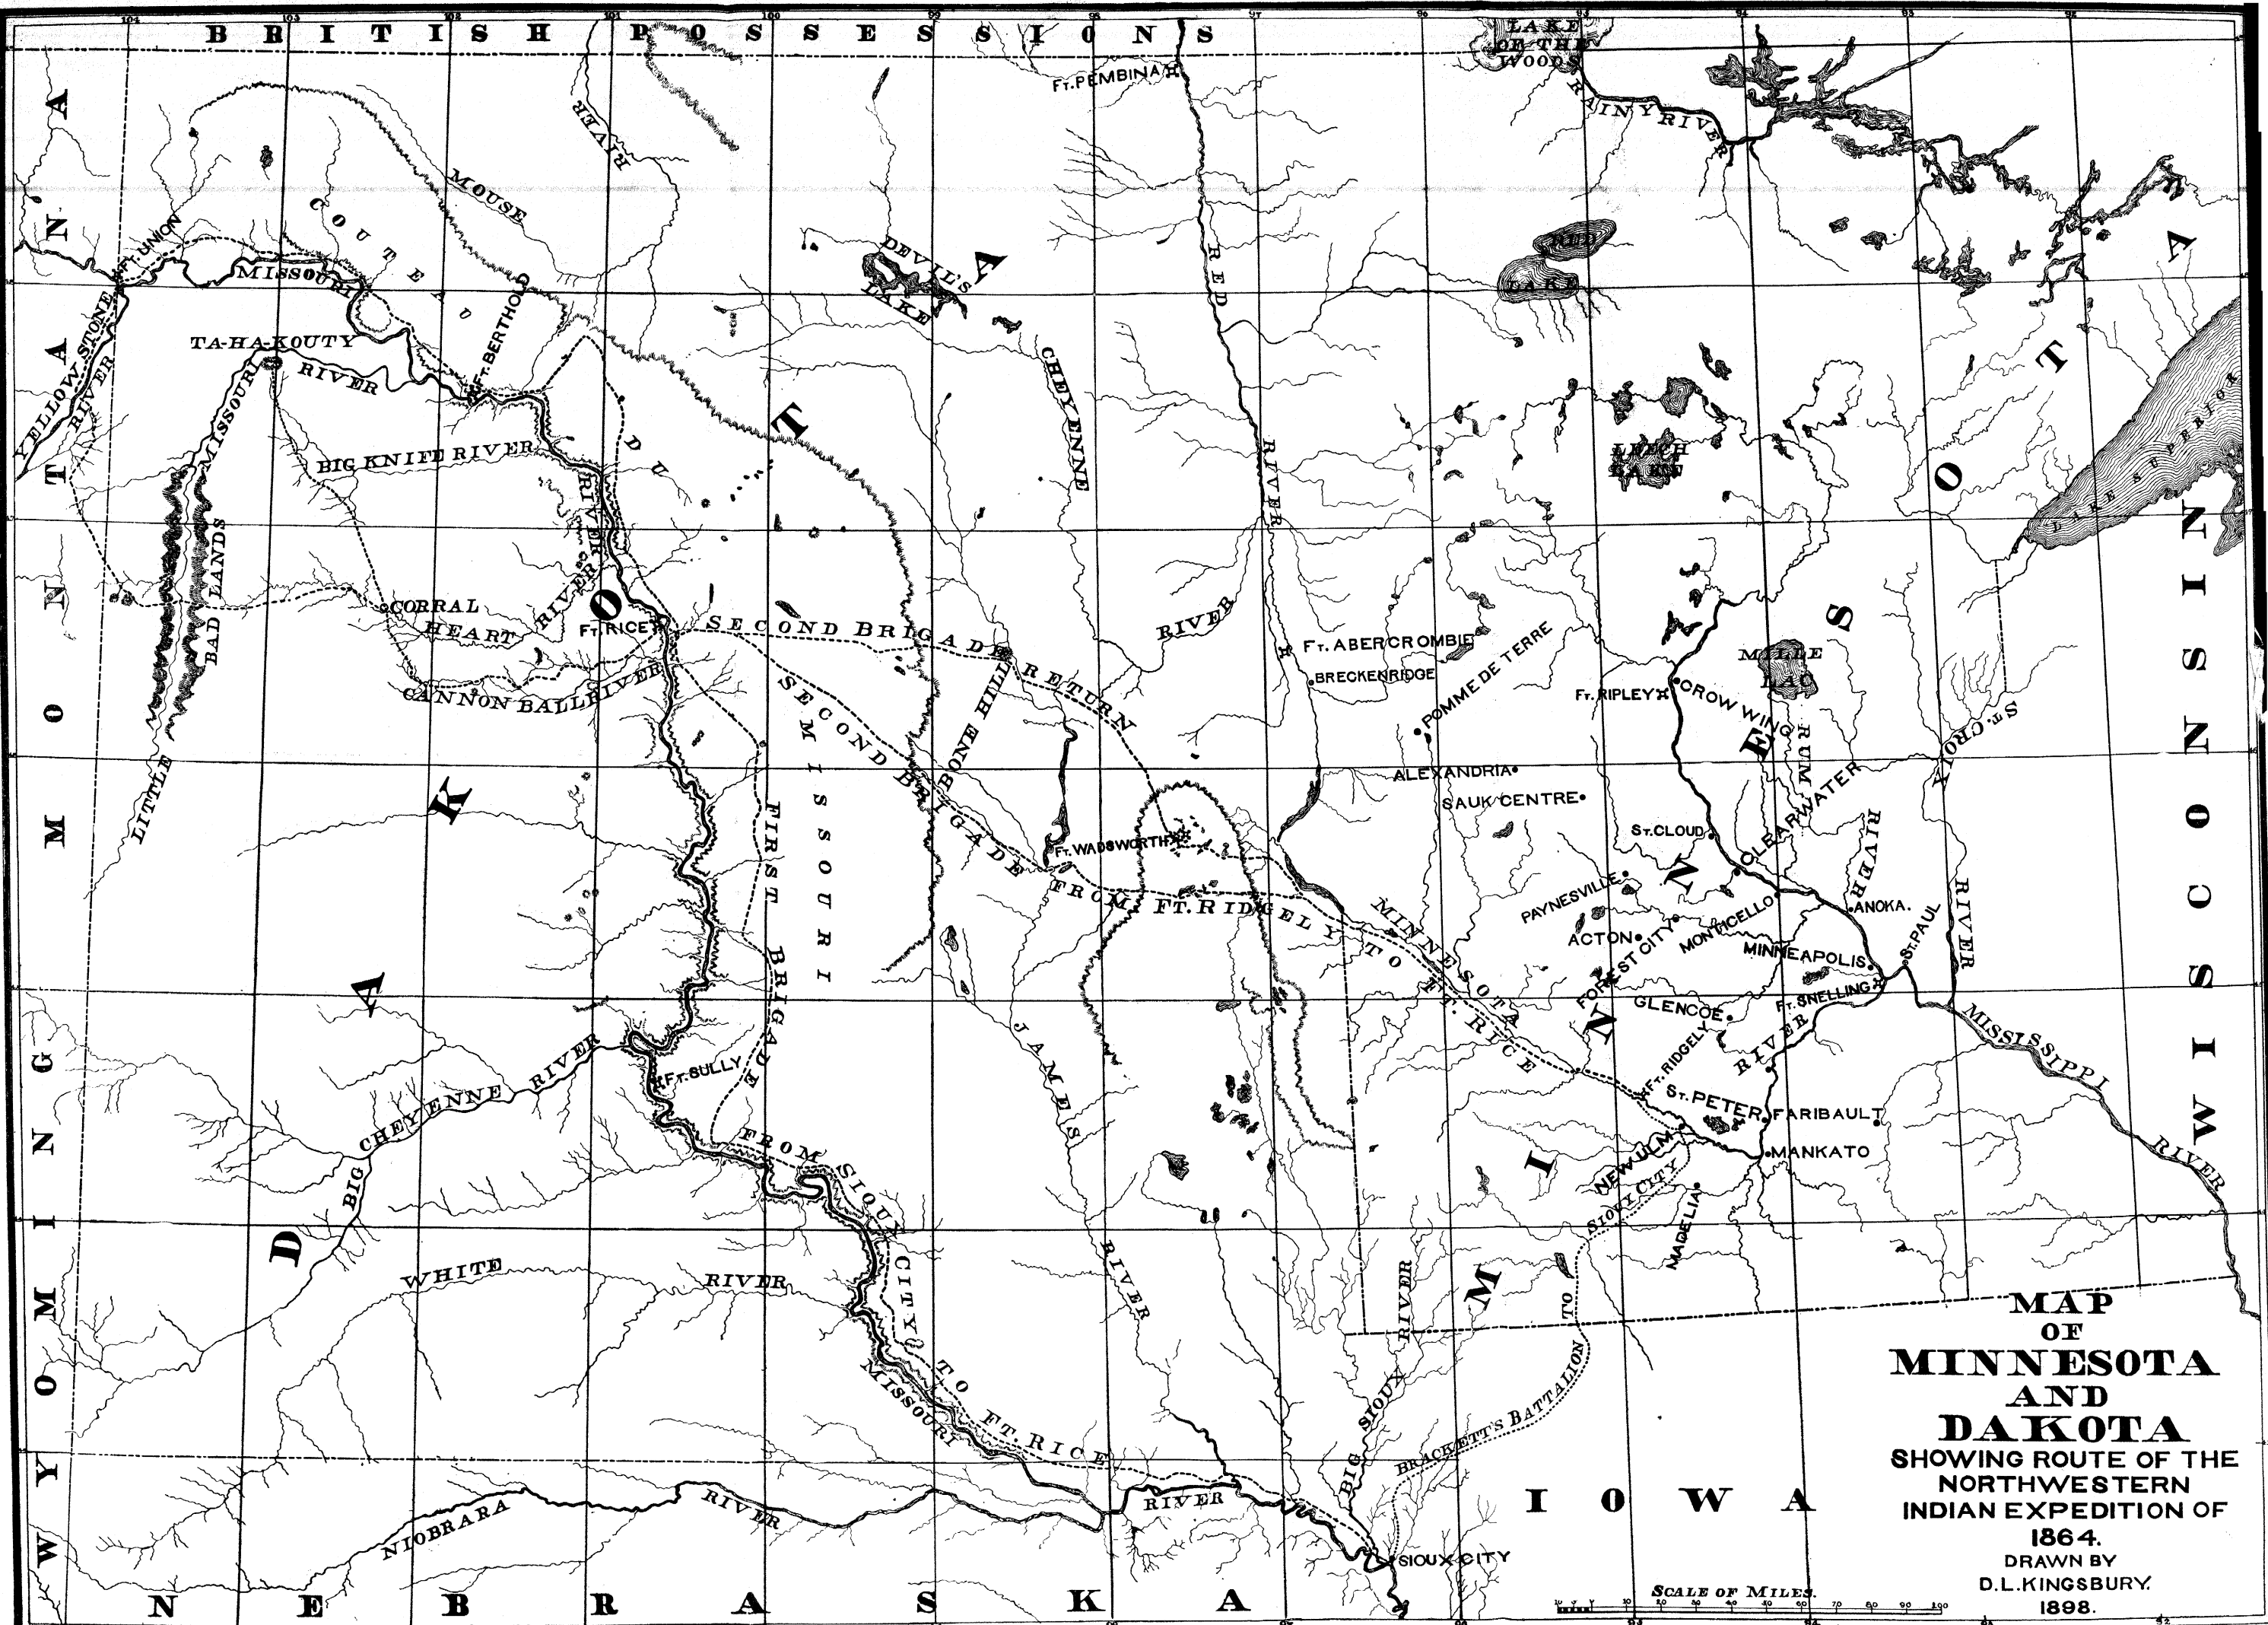 BRITISH POSSESSIONS
LAKE
OF THE
WOODS
FT. PEMBINA
RAINY RIVER
RIVER
MOUSE
COUTEAU
DU
MISSOURI
FT. UNION
MISSOURI
YELLOW STONE
RIVER
TA-HA-KOUTY
RIVER
FT. BERTHOLD
DEVIL'S
LAKE
RED
RIVER
RED
LAKE
CHEYENNE
RIVER
LEECH
LAKE
LAKE SUPERIOR
BIG KNIFE RIVER
RIVER
LITTLE
MISSOURI
BAD LANDS
CORRAL
HEART RIVER
FT. RICE
CANNON BALL RIVER
SECOND BRIGADE RETURN
SECOND BRIGADE FROM FT. RIDGELY TO FT. RICE
BONE HILL
FT. ABERCROMBIE
BRECKENRIDGE
POMME DE TERRE
FT. RIPLEY
CROW WING
MILLE
LAC
RUM
RIVER
ST. CROIX
RIVER
ALEXANDRIA
SAUK CENTRE
ST. CLOUD
CLEARWATER
FT. WADSWORTH
PAYNESVILLE
ACTON
FOREST CITY
MONTICELLO
ANOKA.
MINNEAPOLIS
ST. PAUL
FT. SNELLING
GLENCOE
MINNESOTA
RIVER
FT. RIDGELY
ST. PETER
FARIBAULT
NEW ULM
MANKATO
MADELIA
MISSISSIPPI
RIVER
FIRST BRIGADE
FROM SIOUX CITY TO FT. RICE
FT. SULLY
BIG CHEYENNE RIVER
JAMES
RIVER
WHITE RIVER
MISSOURI
RIVER
NIOBRARA RIVER
BIG SIOUX RIVER
BRACKETT'S BATTALION
TO
SIOUX CITY
SIOUX CITY
MONTANA
WYOMING
DAKOTA
MINNESOTA
WISCONSIN
NEBRASKA
IOWA
MAP
OF
MINNESOTA
AND
DAKOTA
SHOWING ROUTE OF THE
NORTHWESTERN
INDIAN EXPEDITION OF
1864.
DRAWN BY
D.L.KINGSBURY.
1898.
SCALE OF MILES.